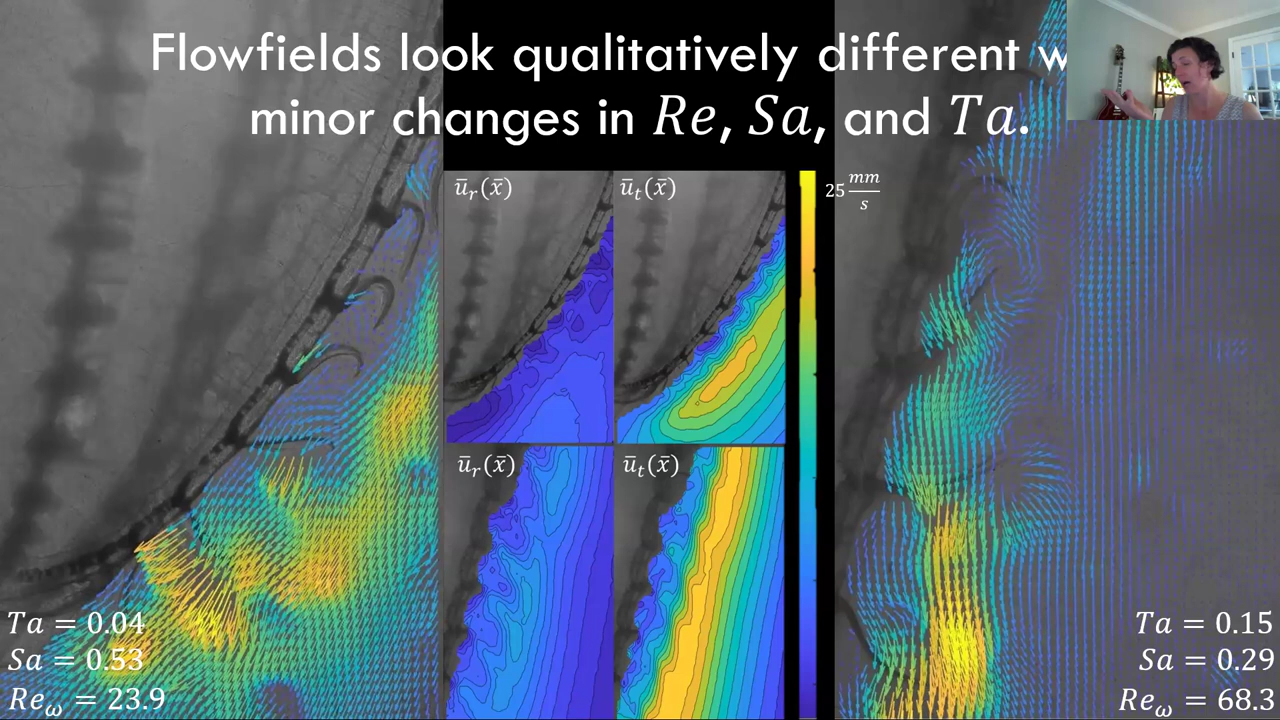 Flowfields look qualitatively different
minor changes in Re, Sa, and Ta.
ū_r(x̄)
ū_t(x̄)
25 mm/s
ū_r(x̄)
ū_t(x̄)
Ta = 0.04
Sa = 0.53
Re_ω = 23.9
Ta = 0.15
Sa = 0.29
Re_ω = 68.3